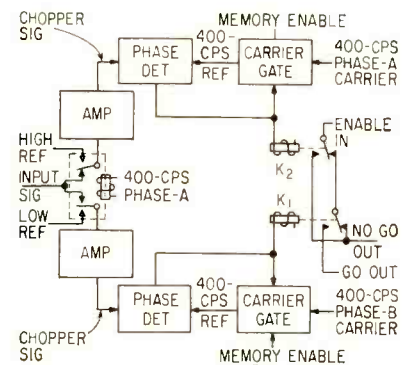 CHOPPER
SIG
MEMORY ENABLE
PHASE
DET
400-
CPS
REF
CARRIER
GATE
400-CPS
PHASE-A
CARRIER
AMP
HIGH
REF
INPUT
SIG
LOW
REF
400-CPS
PHASE-A
K2
K1
ENABLE
IN
NO GO
OUT
GO OUT
AMP
CHOPPER
SIG
PHASE
DET
400-
CPS
REF
CARRIER
GATE
400-CPS
PHASE-B
CARRIER
MEMORY ENABLE